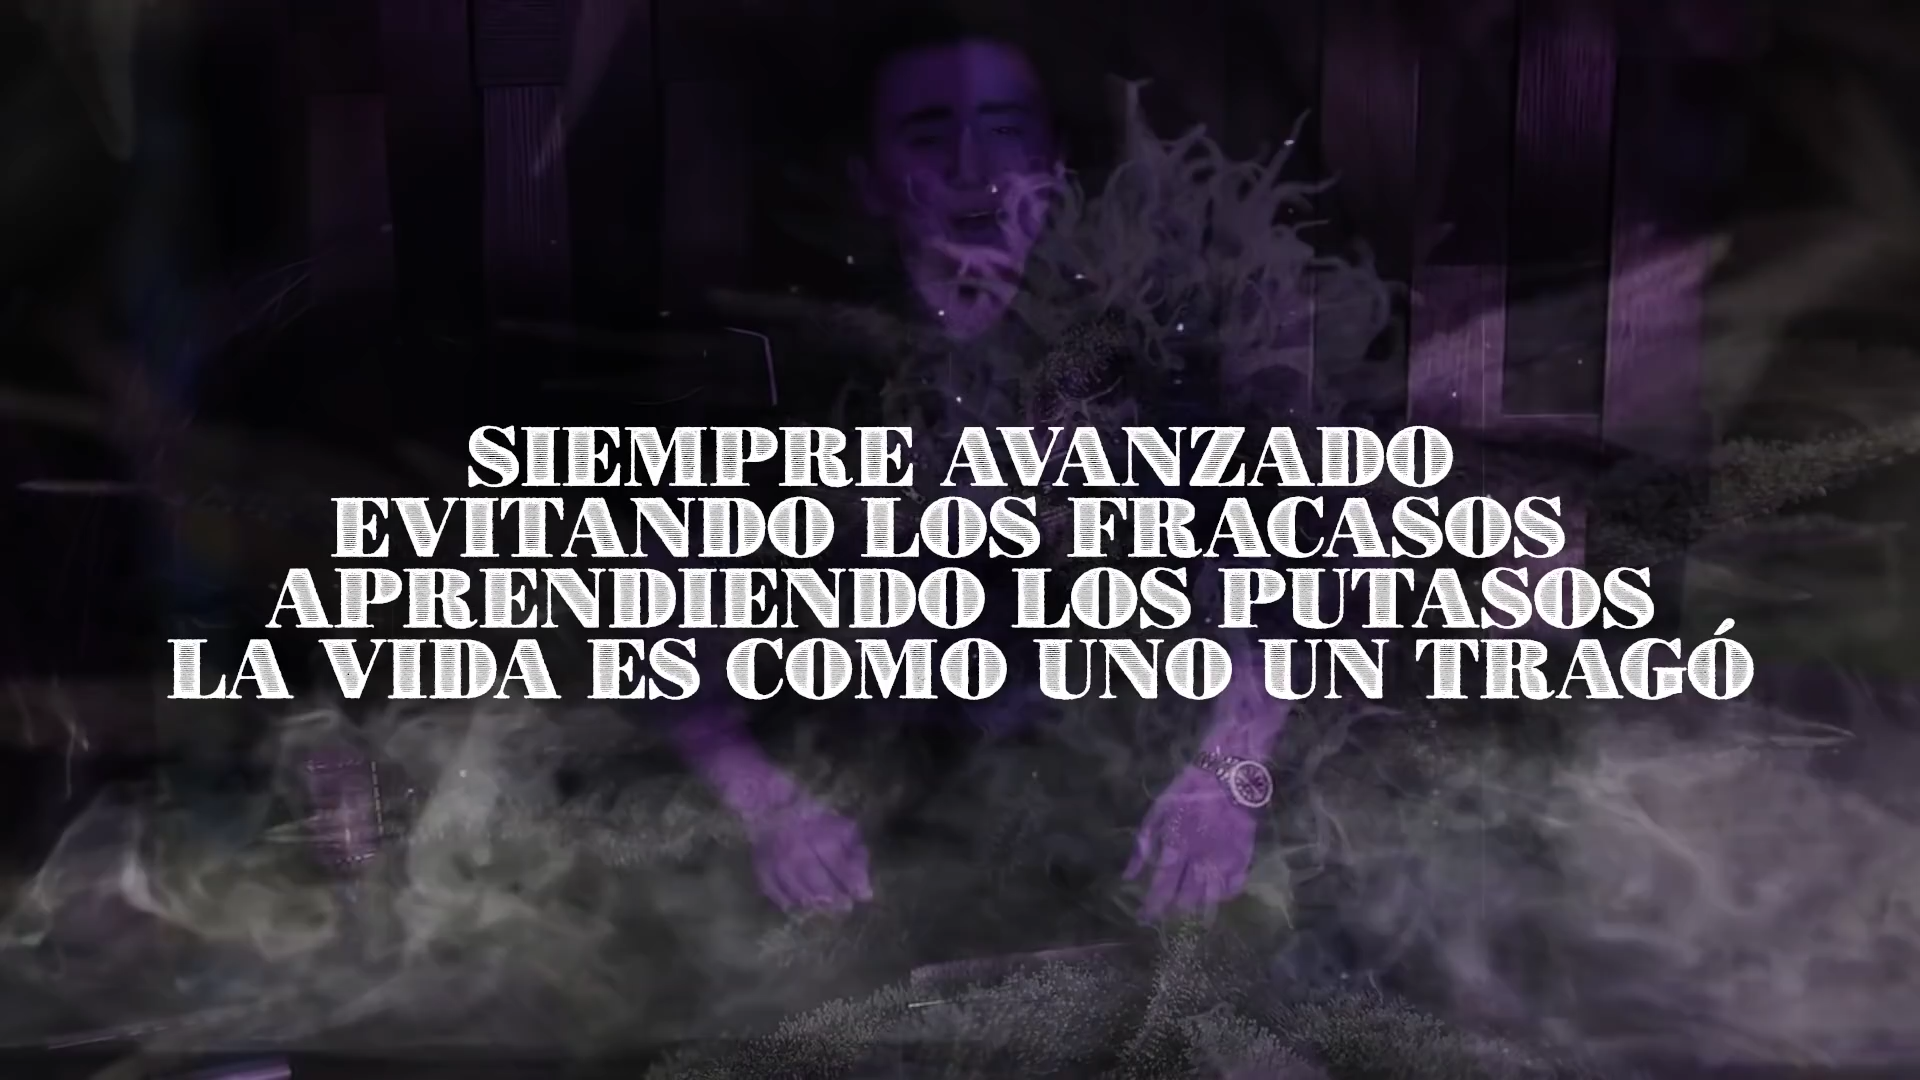 SIEMPRE AVANZADO
EVITANDO LOS FRACASOS
APRENDIENDO LOS PUTASOS
LA VIDA ES COMO UNO UN TRAGÓ